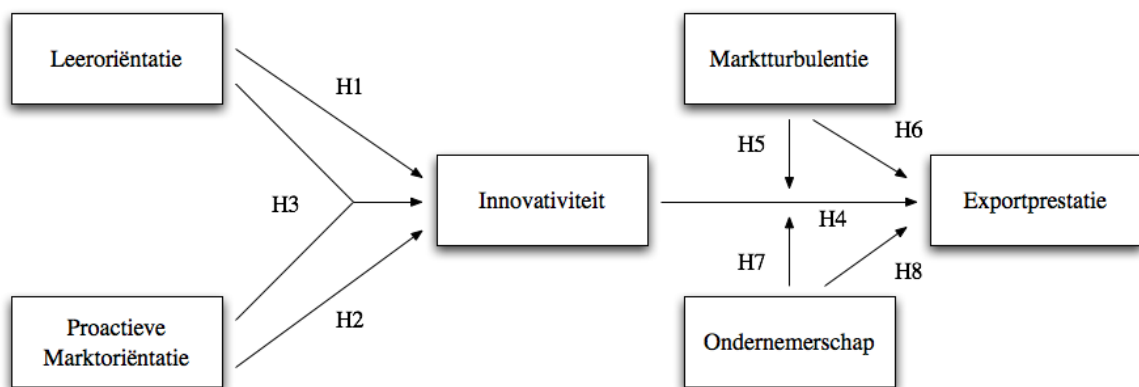 Leeroriëntatie
Marktturbulentie
H1
H5
H6
H3
Innovativiteit
H4
Exportprestatie
H7
H8
H2
Proactieve
Marktoriëntatie
Ondernemerschap